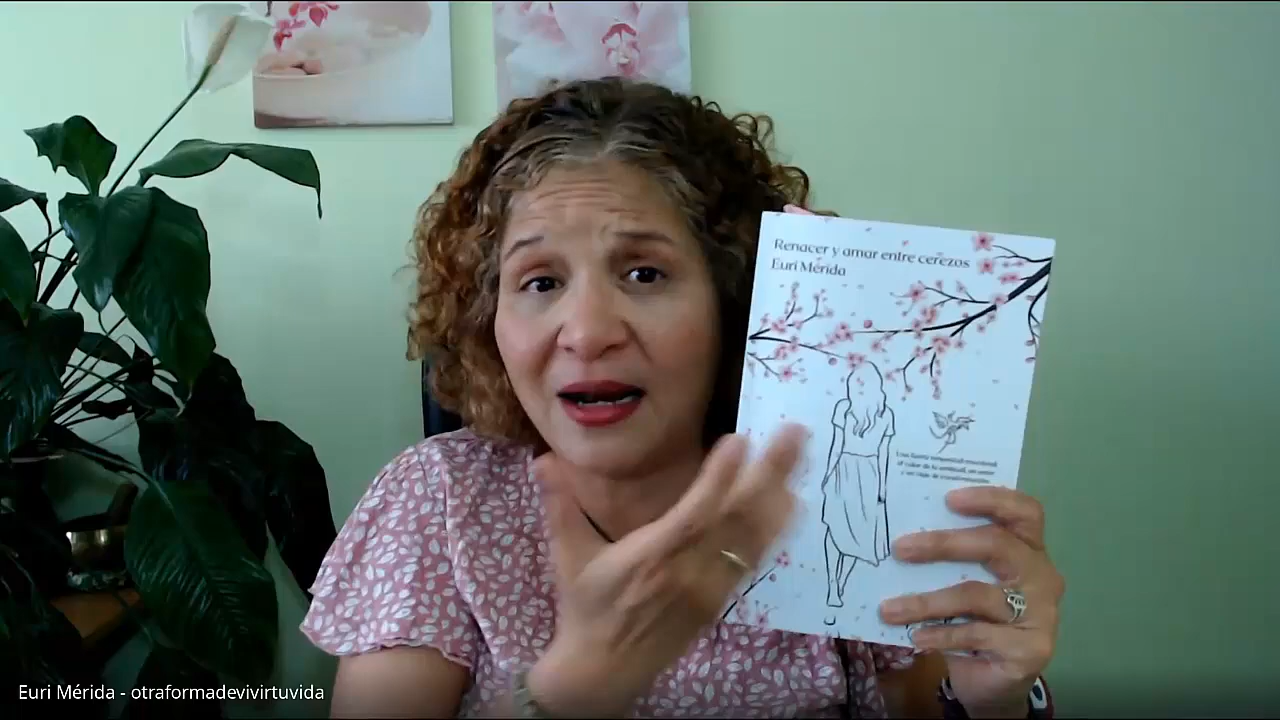 Renacer y amar entre cerezos
Euri Mérida
Euri Mérida - otraformadevivirtuvida